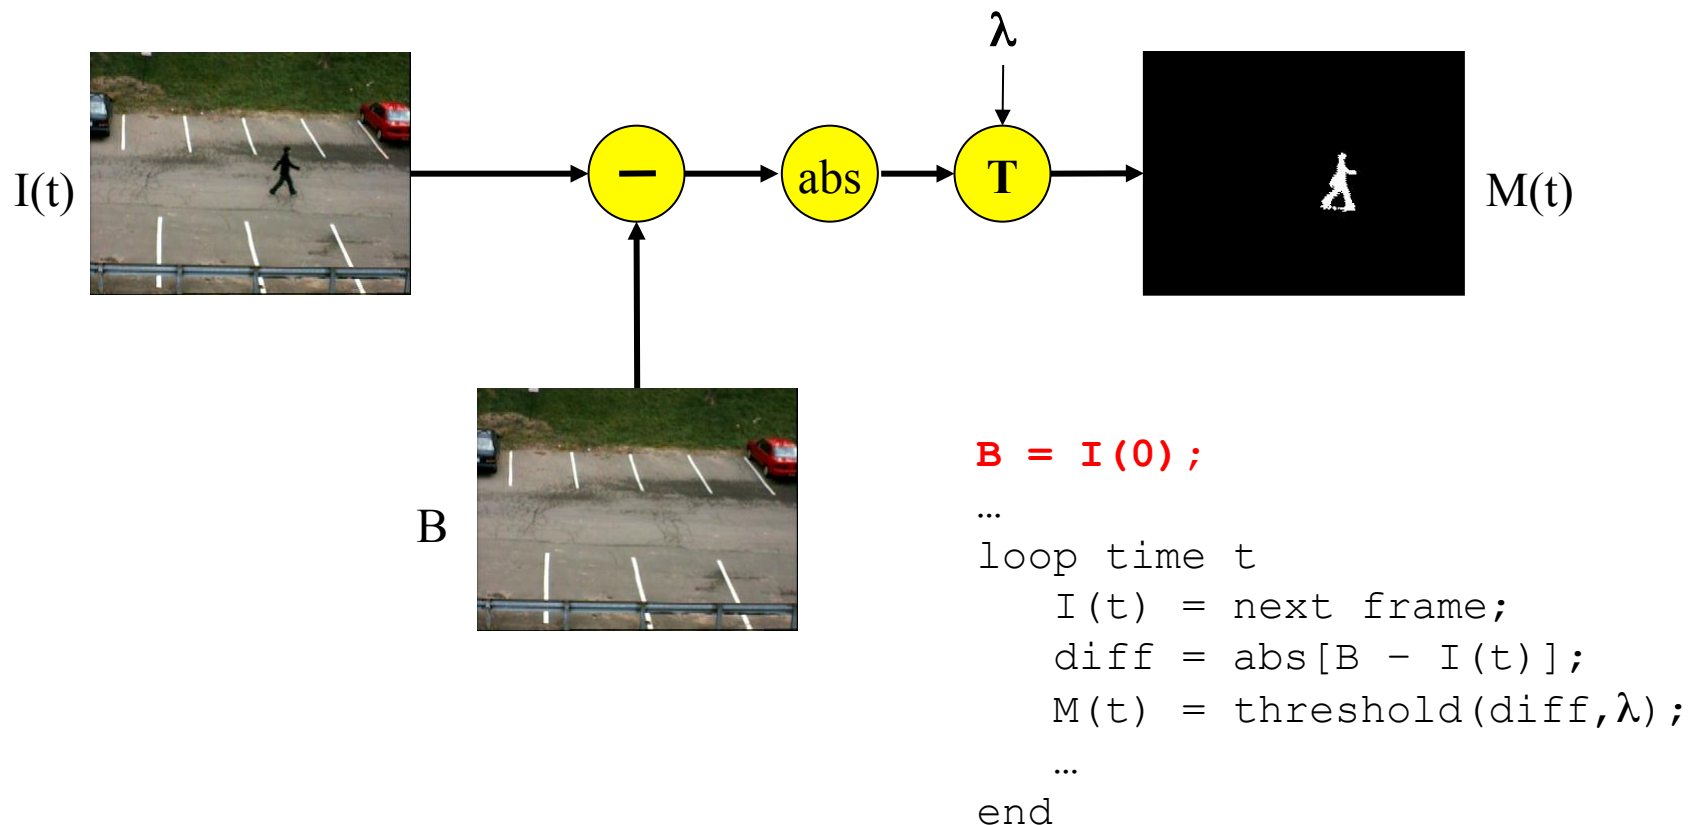 λ
I(t)
−
abs
T
M(t)
B
B = I(0);
…
loop time t
I(t) = next frame;
diff = abs[B – I(t)];
M(t) = threshold(diff,λ);
…
end